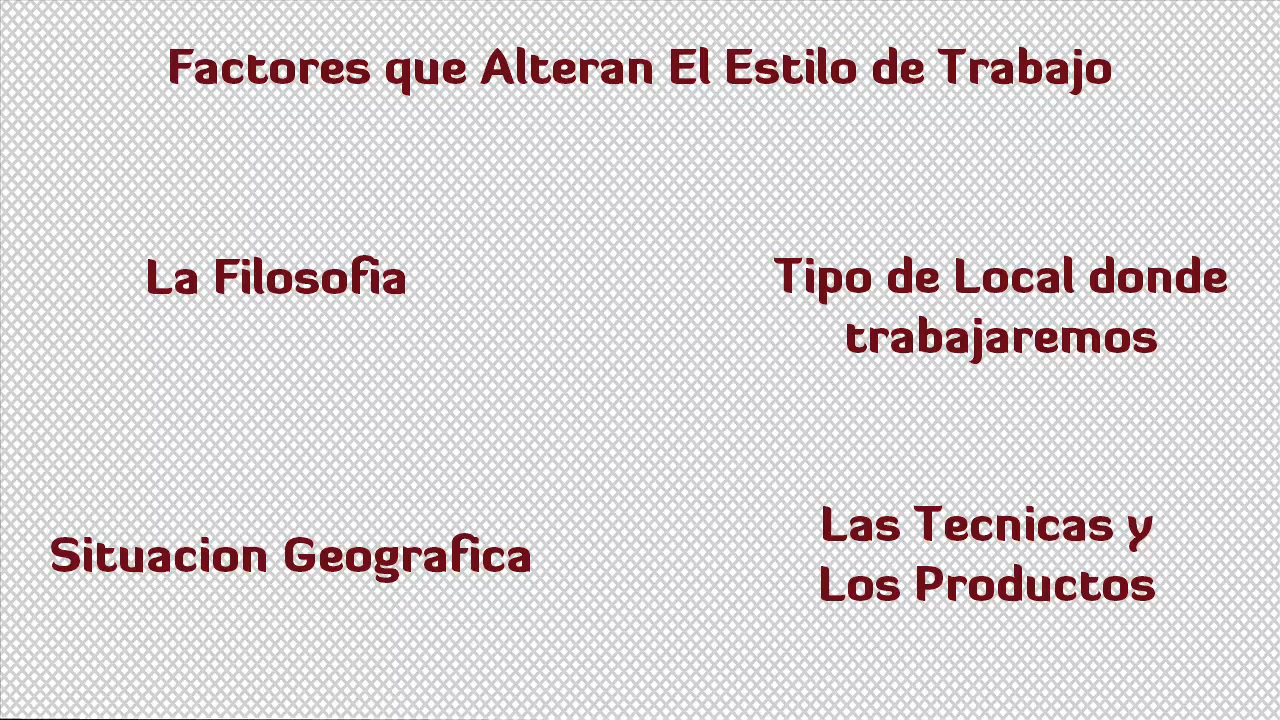 Factores que Alteran El Estilo de Trabajo
La Filosofia
Tipo de Local donde
trabajaremos
Situacion Geografica
Las Tecnicas y
Los Productos